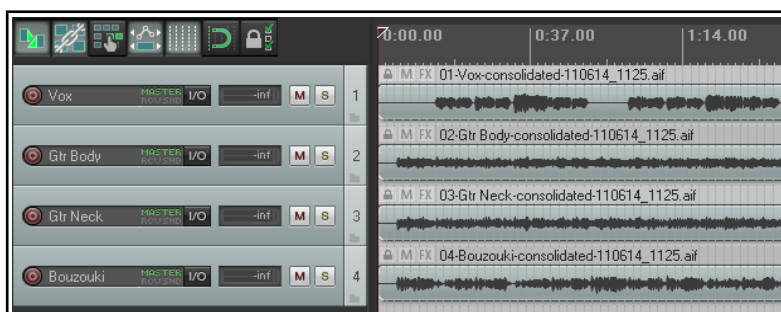 0:00.00 0:37.00 1:14.00
M FX 01-Vox-consolidated-110614_1125.aif
Vox MASTER RCV SND I/O -inf M S 1
M FX 02-Gtr Body-consolidated-110614_1125.aif
Gtr Body MASTER RCV SND I/O -inf M S 2
M FX 03-Gtr Neck-consolidated-110614_1125.aif
Gtr Neck MASTER RCV SND I/O -inf M S 3
M FX 04-Bouzouki-consolidated-110614_1125.aif
Bouzouki MASTER RCV SND I/O -inf M S 4